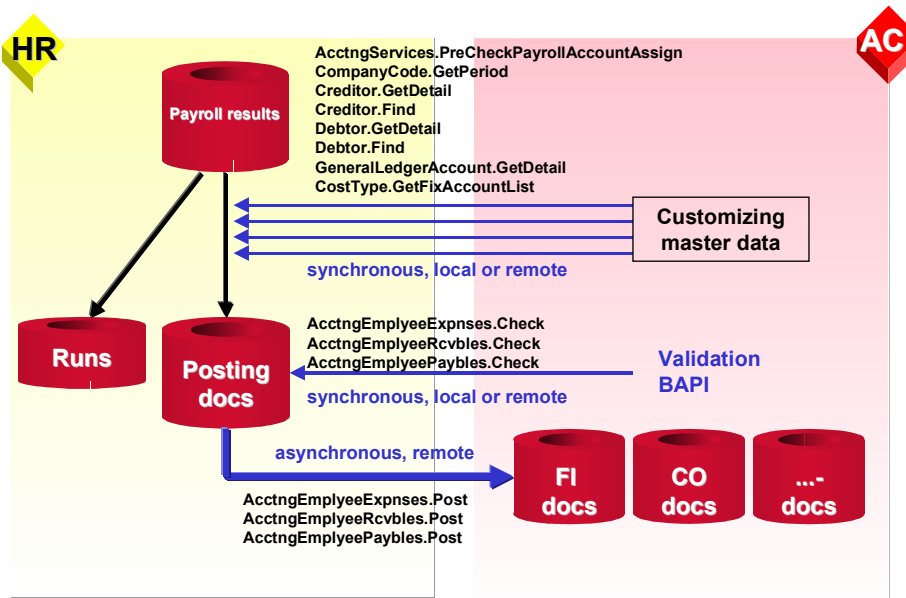 HR
AC
AcctngServices.PreCheckPayrollAccountAssign
CompanyCode.GetPeriod
Creditor.GetDetail
Creditor.Find
Debtor.GetDetail
Debtor.Find
GeneralLedgerAccount.GetDetail
CostType.GetFixAccountList
Payroll results
Customizing
master data
synchronous, local or remote
Runs
Posting
docs
AcctngEmplyeeExpnses.Check
AcctngEmplyeeRcvbles.Check
AcctngEmplyeePaybles.Check
Validation
BAPI
synchronous, local or remote
asynchronous, remote
FI
docs
CO
docs
...-
docs
AcctngEmplyeeExpnses.Post
AcctngEmplyeeRcvbles.Post
AcctngEmplyeePaybles.Post